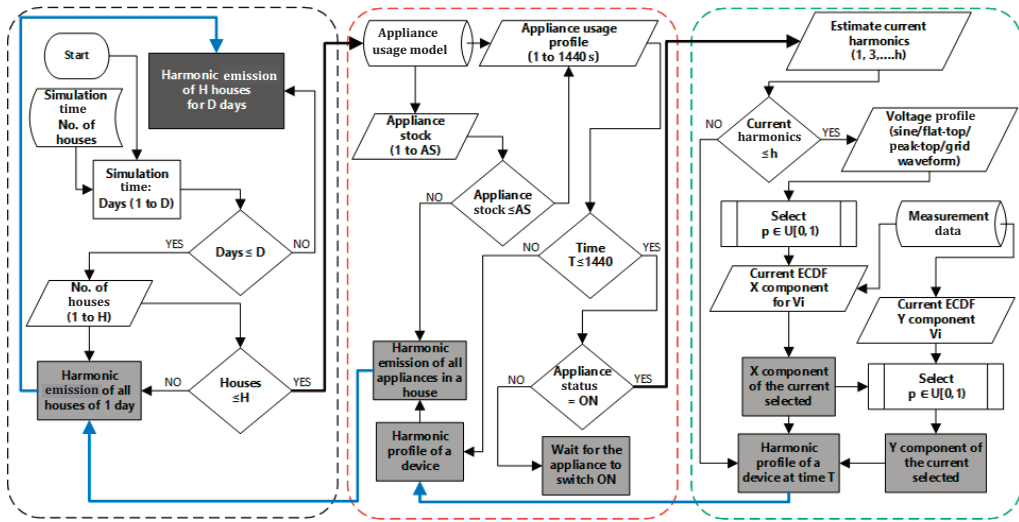 Start
Simulation
time
No. of
houses
Harmonic emission
of H houses
for D days
Simulation
time:
Days (1 to D)
Days ≤ D
YES
NO
No. of
houses
(1 to H)
Harmonic
emission of all
houses of 1 day
NO
Houses
≤H
YES
Appliance
usage model
Appliance usage
profile
(1 to 1440 s)
Appliance
stock
(1 to AS)
NO
Appliance
stock ≤AS
YES
NO
Time
T≤1440
YES
Harmonic
emission of all
appliances in a
house
NO
Appliance
status
= ON
YES
Harmonic
profile of a
device
Wait for the
appliance to
switch ON
Estimate current
harmonics
(1, 3,....h)
NO
Current
harmonics
≤h
YES
Voltage profile
(sine/flat-top/
peak-top/grid
waveform)
Select
p ∈ U[0,1)
Measurement
data
Current ECDF
X component
for Vi
Current ECDF
Y component
Vi
X component
of the current
selected
Select
p ∈ U[0,1)
Harmonic
profile of a
device at time T
Y component of
the current
selected